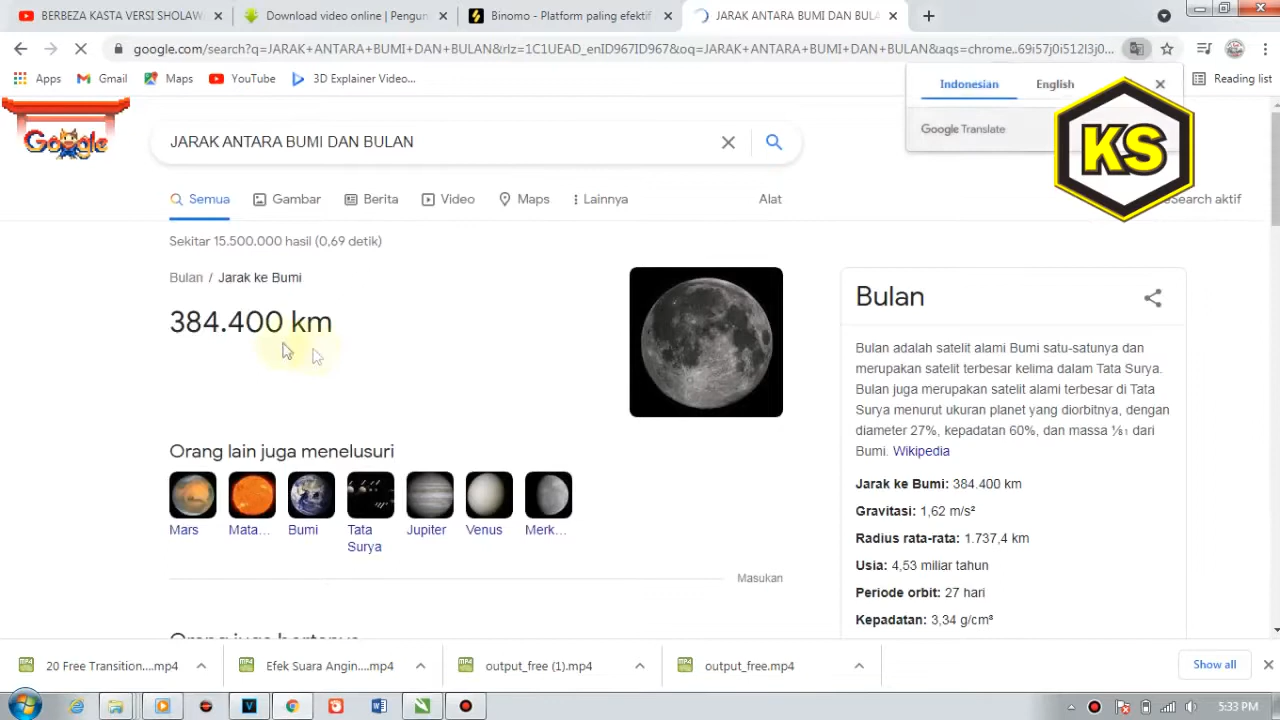 BERBEZA KASTA VERSI SHOLAW
Download video online | Pengun
Binomo - Platform paling efektif
JARAK ANTARA BUMI DAN BULA
google.com/search?q=JARAK+ANTARA+BUMI+DAN+BULAN&rlz=1C1UEAD_enID967ID967&oq=JARAK+ANTARA+BUMI+DAN+BULAN&aqs=chrome..69i57j0i512l3j0...
Apps
Gmail
Maps
YouTube
3D Explainer Video...
Reading list
Indonesian
English
Google Translate
KS
Google
JARAK ANTARA BUMI DAN BULAN
Semua
Gambar
Berita
Video
Maps
Lainnya
Alat
eSearch aktif
Sekitar 15.500.000 hasil (0,69 detik)
Bulan / Jarak ke Bumi
384.400 km
Orang lain juga menelusuri
Mars
Mata...
Bumi
Tata
Surya
Jupiter
Venus
Merk...
Masukan
Orang juga bertanya
Bulan
Bulan adalah satelit alami Bumi satu-satunya dan
merupakan satelit terbesar kelima dalam Tata Surya.
Bulan juga merupakan satelit alami terbesar di Tata
Surya menurut ukuran planet yang diorbitnya, dengan
diameter 27%, kepadatan 60%, dan massa ¹⁄₈₁ dari
Bumi. Wikipedia
Jarak ke Bumi: 384.400 km
Gravitasi: 1,62 m/s²
Radius rata-rata: 1.737,4 km
Usia: 4,53 miliar tahun
Periode orbit: 27 hari
Kepadatan: 3,34 g/cm³
20 Free Transition....mp4
Efek Suara Angin....mp4
output_free (1).mp4
output_free.mp4
Show all
5:33 PM